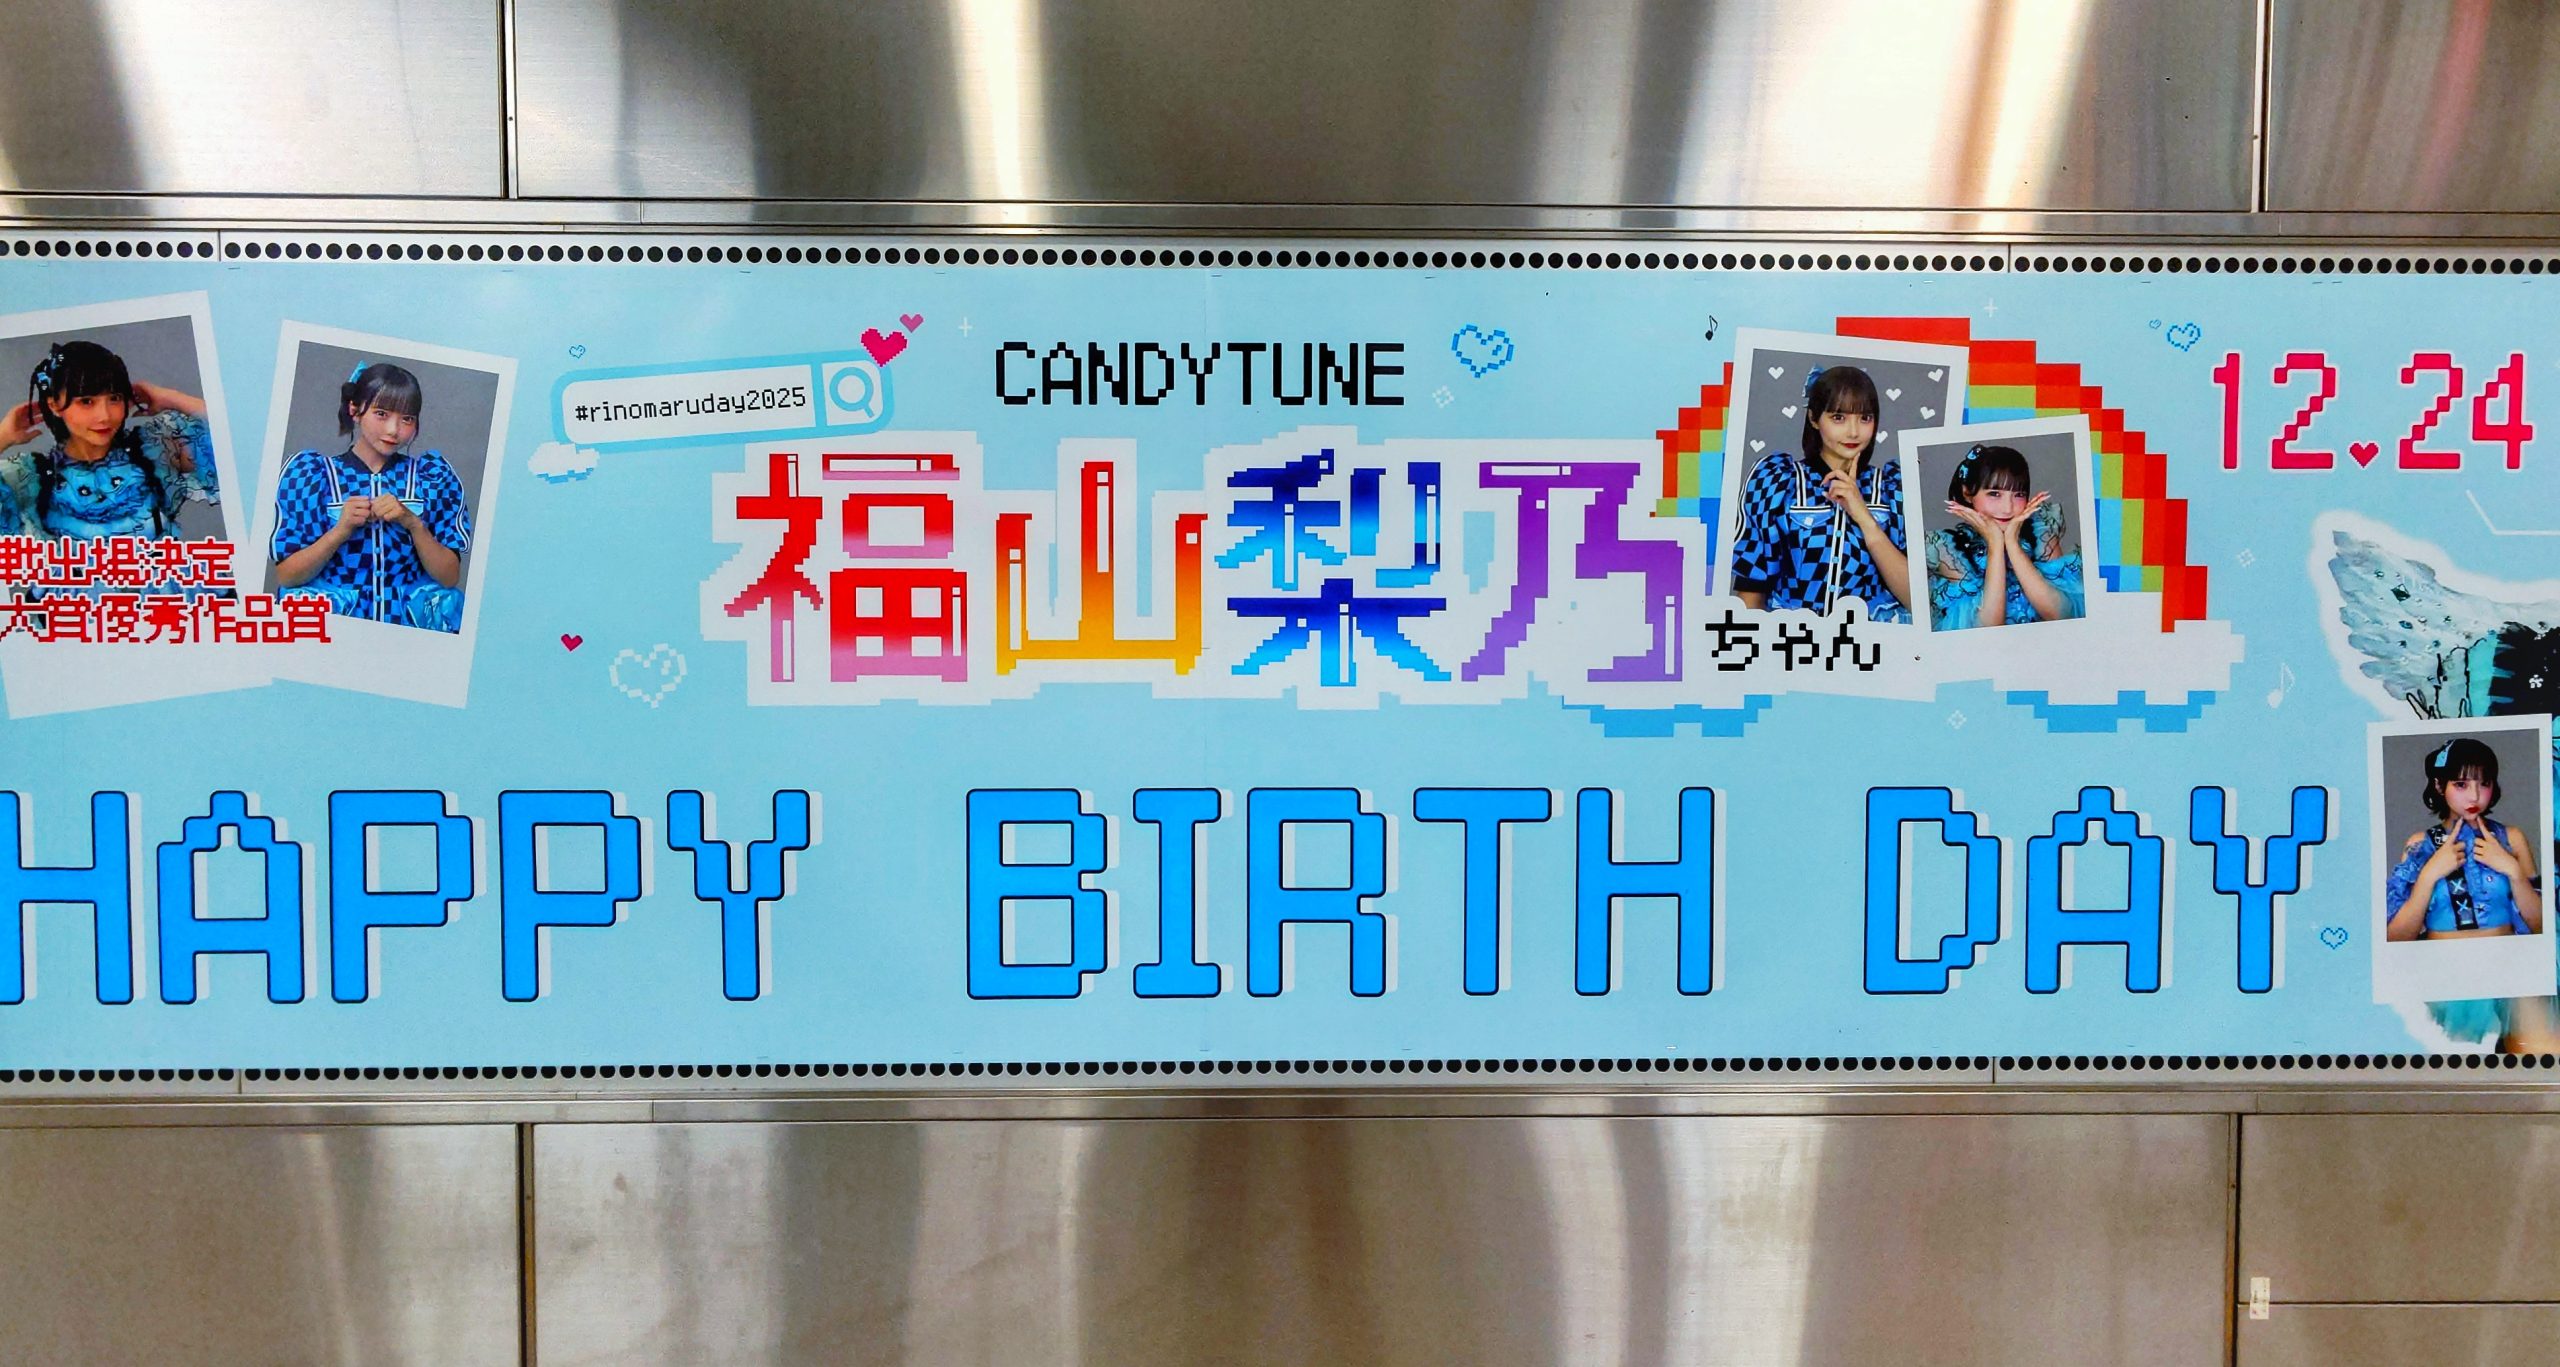 #rinomaruday2025
CANDYTUNE
12.24
福山梨乃
ちゃん
戦出場決定
大賞優秀作品賞
HAPPY BIRTH DAY